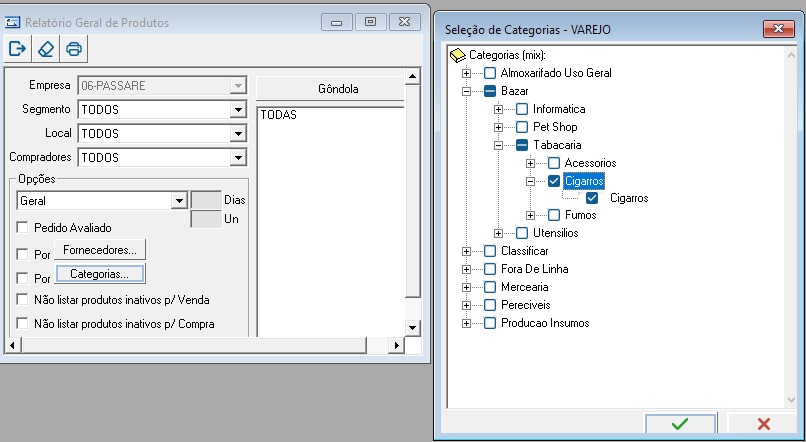 Relatório Geral de Produtos
Empresa 06-PASSARE
Segmento TODOS
Local TODOS
Compradores TODOS
Opções
Geral Dias
Un
Pedido Avaliado
Por Fornecedores...
Por Categorias...
Não listar produtos inativos p/ Venda
Não listar produtos inativos p/ Compra
Gôndola
TODAS
Seleção de Categorias - VAREJO
Categorias (mix):
Almoxarifado Uso Geral
Bazar
Informatica
Pet Shop
Tabacaria
Acessorios
Cigarros
Cigarros
Fumos
Utensilios
Classificar
Fora De Linha
Mercearia
Pereciveis
Producao Insumos